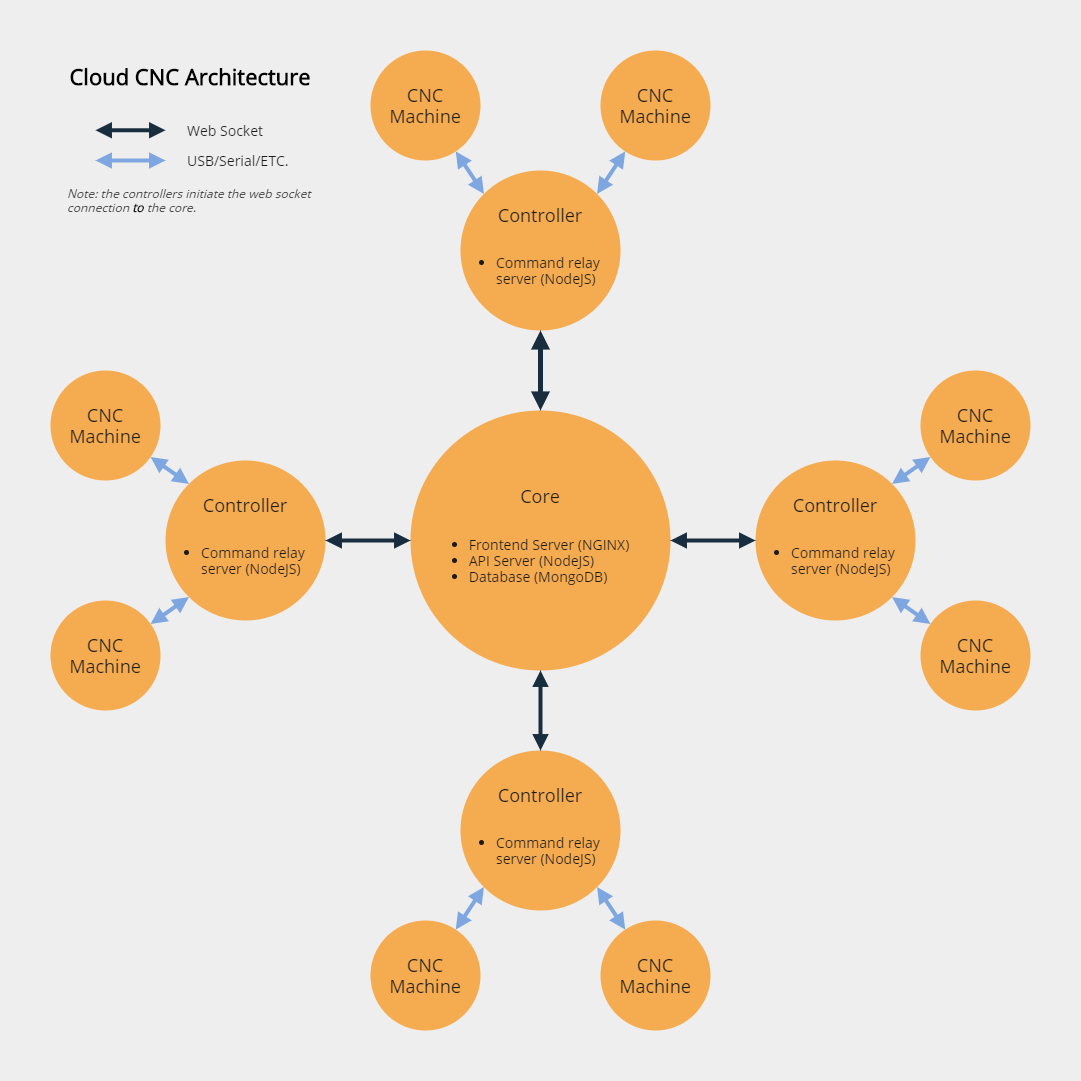 Cloud CNC Architecture
Web Socket
USB/Serial/ETC.
Note: the controllers initiate the web socket
connection to the core.
CNC
Machine
CNC
Machine
Controller
• Command relay
server (NodeJS)
CNC
Machine
Controller
• Command relay
server (NodeJS)
CNC
Machine
Core
• Frontend Server (NGINX)
• API Server (NodeJS)
• Database (MongoDB)
CNC
Machine
Controller
• Command relay
server (NodeJS)
CNC
Machine
Controller
• Command relay
server (NodeJS)
CNC
Machine
CNC
Machine